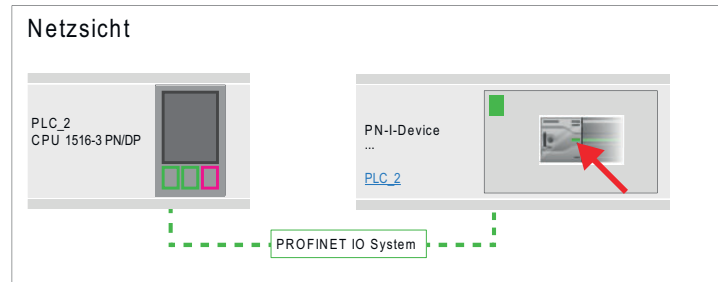 Netzsicht
PLC_2
CPU 1516-3 PN/DP
PN-I-Device
...
PLC_2
PROFINET IO System